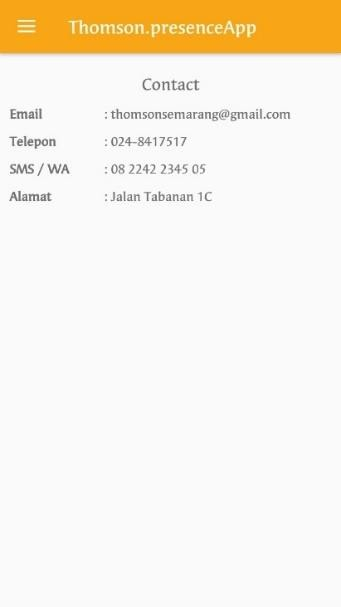 Thomson.presenceApp
Contact
Email : thomsonsemarang@gmail.com
Telepon : 024-8417517
SMS / WA : 08 2242 2345 05
Alamat : Jalan Tabanan 1C